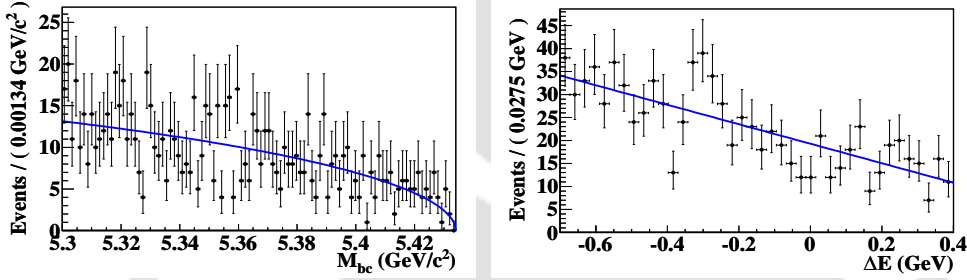 Events / ( 0.00134 GeV/c² )
25
20
15
10
5
0
5.3 5.32 5.34 5.36 5.38 5.4 5.42
M_bc (GeV/c²)
Events / ( 0.0275 GeV )
45
40
35
30
25
20
15
10
5
0
-0.6 -0.4 -0.2 0 0.2 0.4
ΔE (GeV)